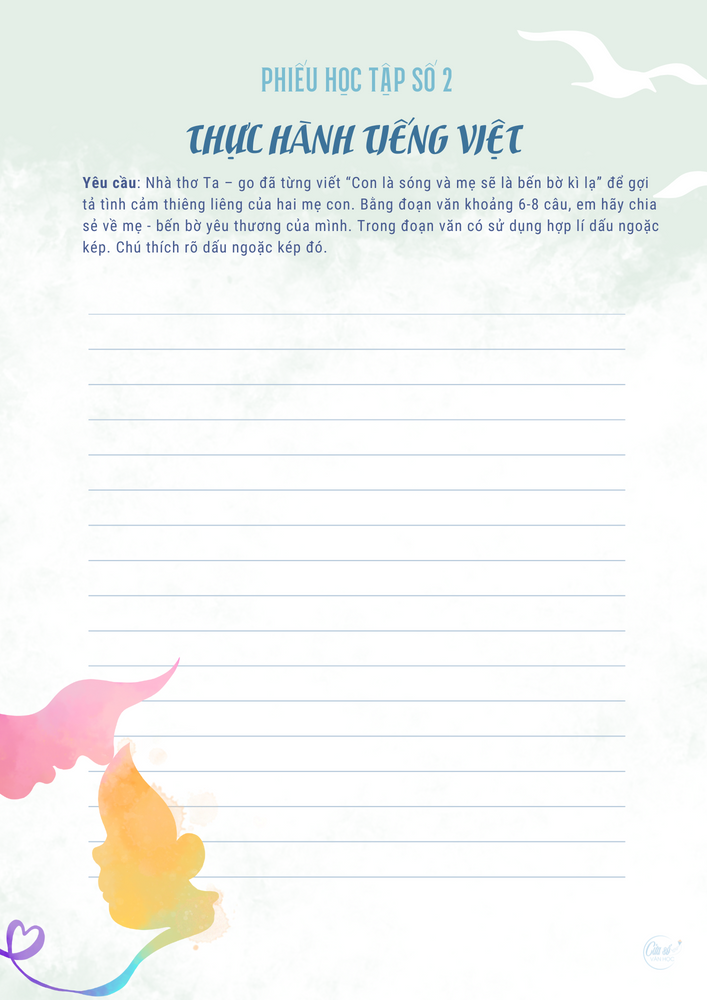 PHIẾU HỌC TẬP SỐ 2
THỰC HÀNH TIẾNG VIỆT
Yêu cầu: Nhà thơ Ta – go đã từng viết “Con là sóng và mẹ sẽ là bến bờ kì lạ” để gợi
tả tình cảm thiêng liêng của hai mẹ con. Bằng đoạn văn khoảng 6-8 câu, em hãy chia
sẻ về mẹ - bến bờ yêu thương của mình. Trong đoạn văn có sử dụng hợp lí dấu ngoặc
kép. Chú thích rõ dấu ngoặc kép đó.